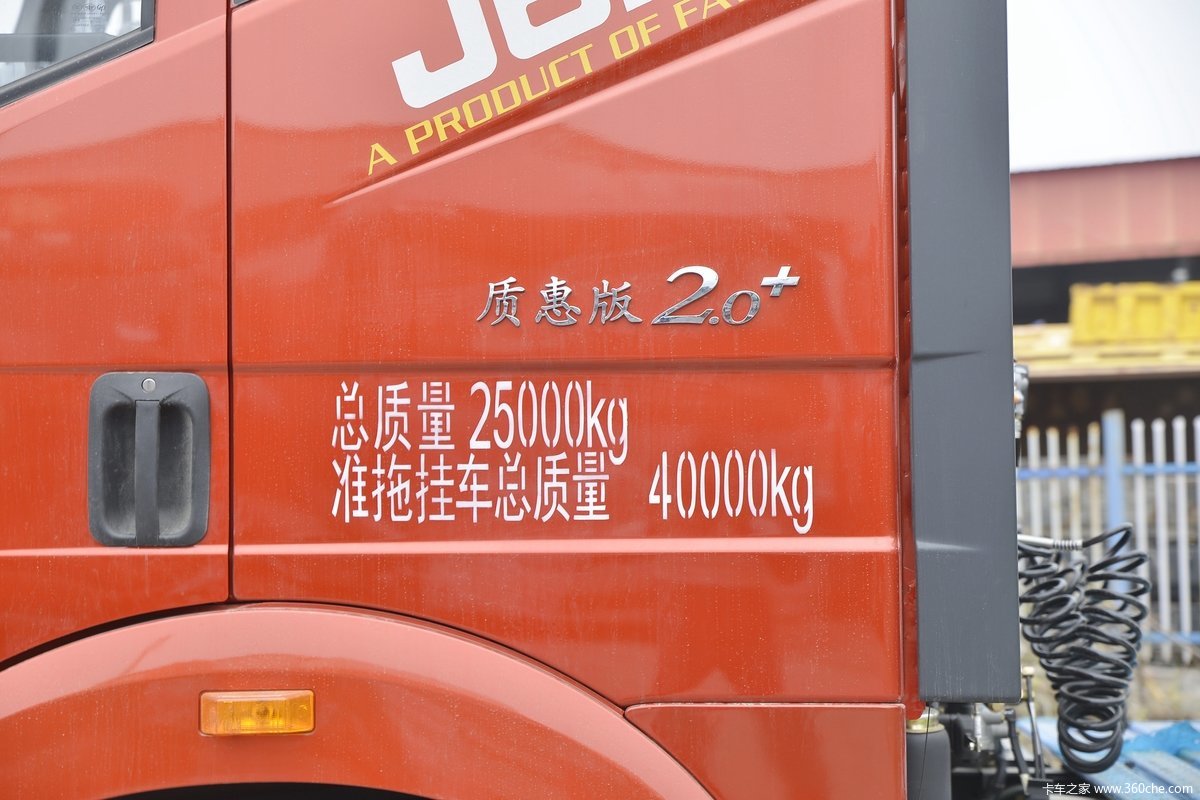 A PRODUCT OF
质惠版 2.0+
总质量 25000kg
准拖挂车总质量 40000kg
卡车之家 www.360che.com